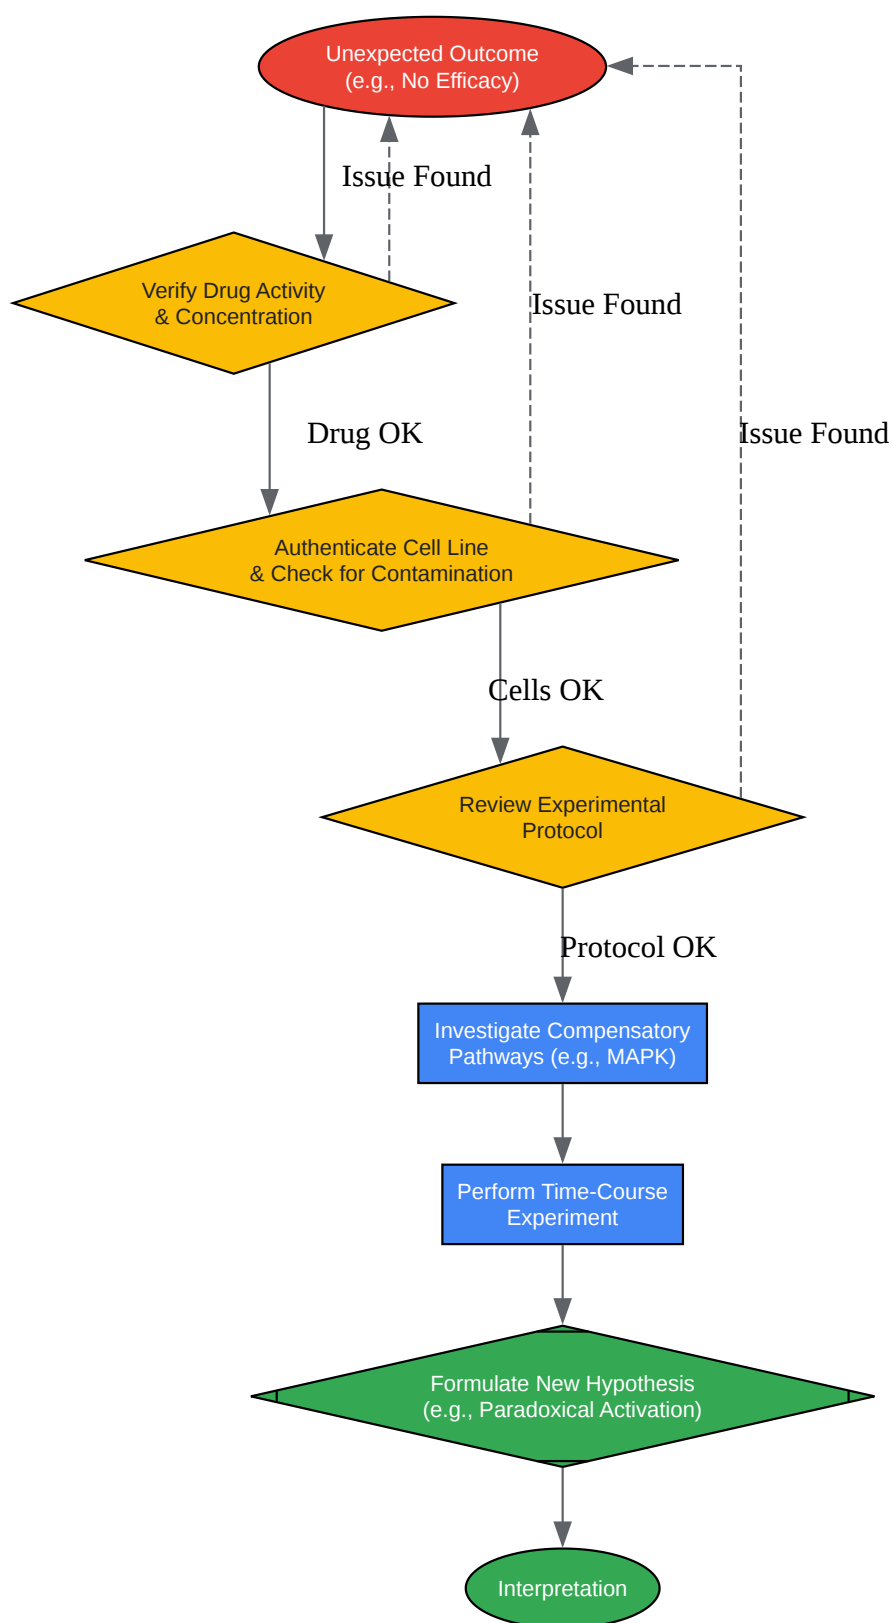 Unexpected Outcome
(e.g., No Efficacy)
Issue Found
Verify Drug Activity
& Concentration
Issue Found
Drug OK
Issue Found
Authenticate Cell Line
& Check for Contamination
Cells OK
Review Experimental
Protocol
Protocol OK
Investigate Compensatory
Pathways (e.g., MAPK)
Perform Time-Course
Experiment
Formulate New Hypothesis
(e.g., Paradoxical Activation)
Interpretation